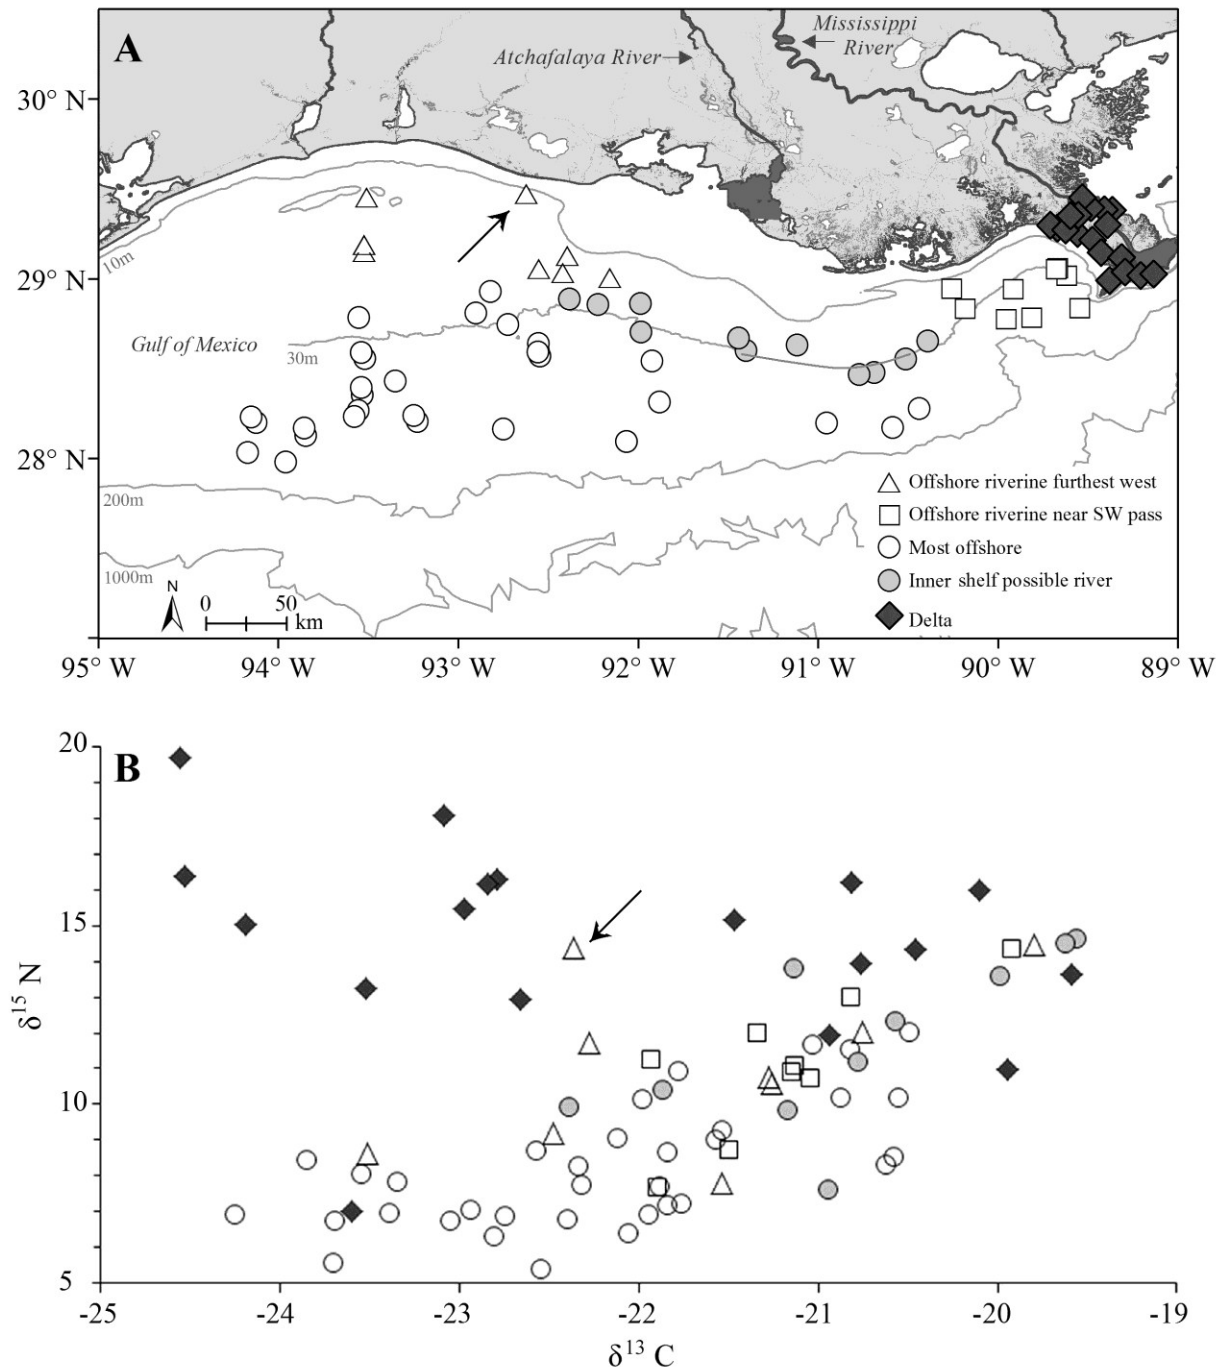 A
Mississippi
River
Atchafalaya River
30° N
29° N
28° N
10m
Gulf of Mexico
30m
200m
1000m
N
0 50
km
Offshore riverine furthest west
Offshore riverine near SW pass
Most offshore
Inner shelf possible river
Delta
95° W 94° W 93° W 92° W 91° W 90° W 89° W
B
20
15
10
5
δ15 N
-25 -24 -23 -22 -21 -20 -19
δ13 C